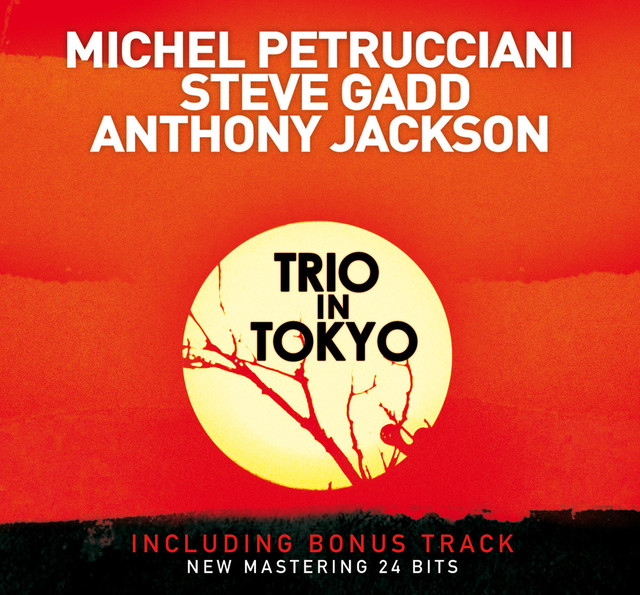 MICHEL PETRUCCIANI
STEVE GADD
ANTHONY JACKSON
TRIO
IN
TOKYO
INCLUDING BONUS TRACK
NEW MASTERING 24 BITS